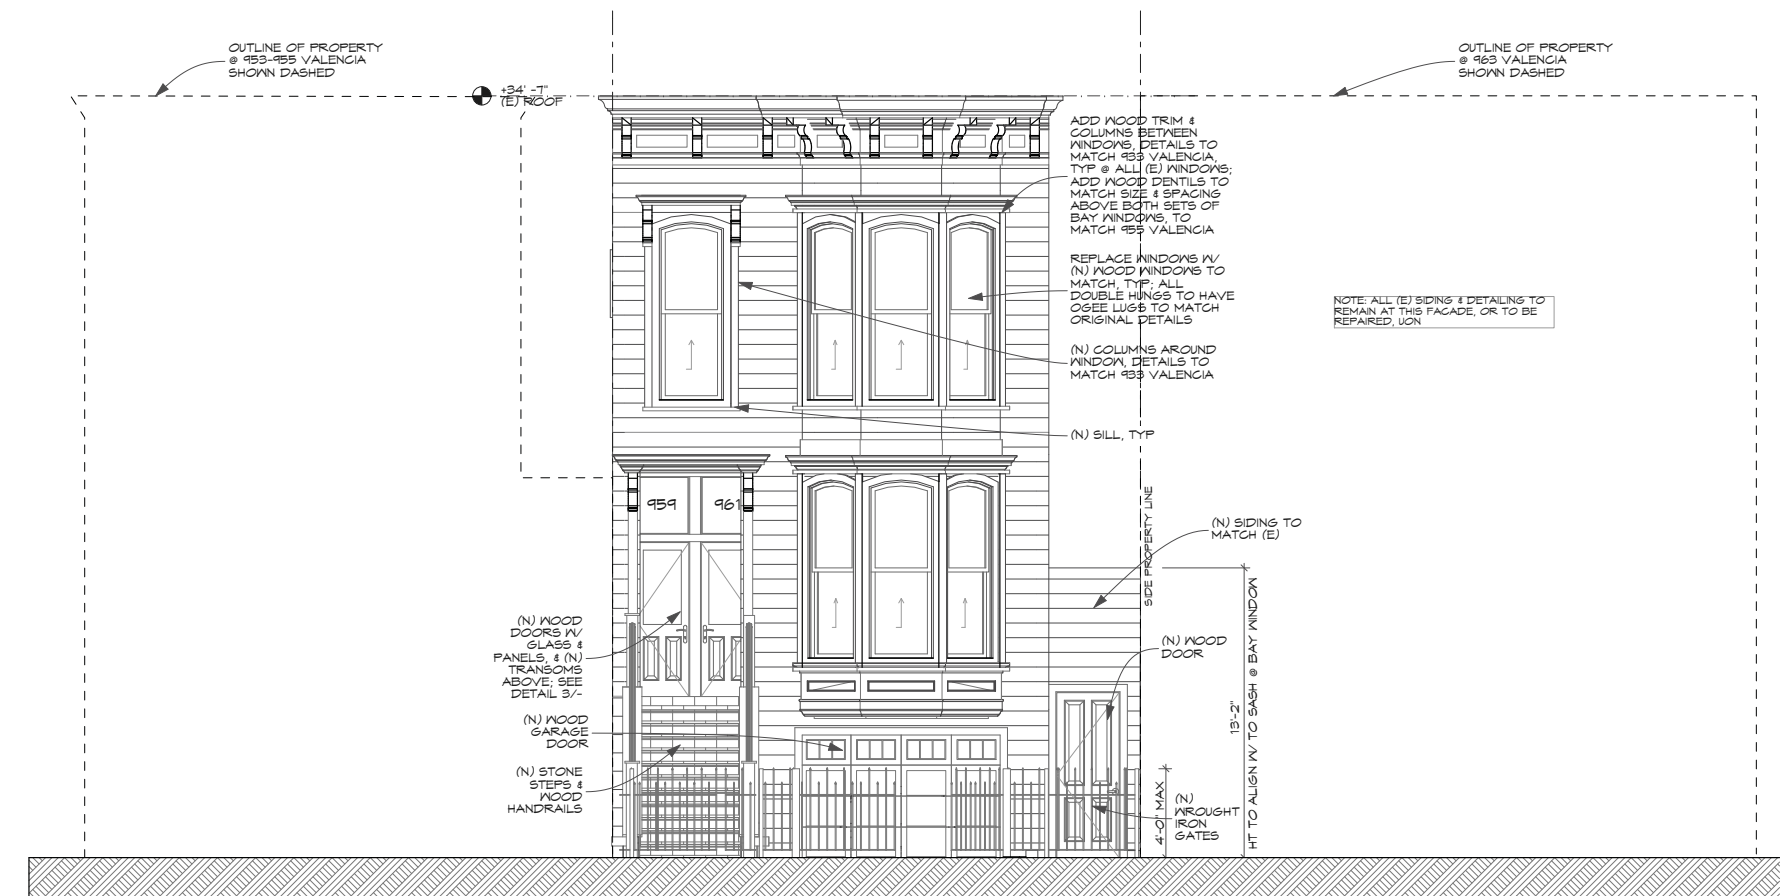 OUTLINE OF PROPERTY
@ 953-955 VALENCIA
SHOWN DASHED
+34' -7"
(E) ROOF
OUTLINE OF PROPERTY
@ 963 VALENCIA
SHOWN DASHED
ADD WOOD TRIM &
COLUMNS BETWEEN
WINDOWS, DETAILS TO
MATCH 933 VALENCIA,
TYP @ ALL (E) WINDOWS;
ADD WOOD DENTILS TO
MATCH SIZE & SPACING
ABOVE BOTH SETS OF
BAY WINDOWS, TO
MATCH 955 VALENCIA
REPLACE WINDOWS W/
(N) WOOD WINDOWS TO
MATCH, TYP; ALL
DOUBLE HUNGS TO HAVE
OGEE LUGS TO MATCH
ORIGINAL DETAILS
NOTE: ALL (E) SIDING & DETAILING TO
REMAIN AT THIS FACADE, OR TO BE
REPAIRED, UON
(N) COLUMNS AROUND
WINDOW, DETAILS TO
MATCH 933 VALENCIA
(N) SILL, TYP
959
961
SIDE PROPERTY LINE
(N) SIDING TO
MATCH (E)
(N) WOOD
DOORS W/
GLASS &
PANELS, & (N)
TRANSOMS
ABOVE; SEE
DETAIL 3/-
(N) WOOD
DOOR
(N) WOOD
GARAGE
DOOR
13'-2"
HT TO ALIGN W/ TO SASH @ BAY WINDOW
(N) STONE
STEPS &
WOOD
HANDRAILS
4'-0" MAX
(N)
WROUGHT
IRON
GATES